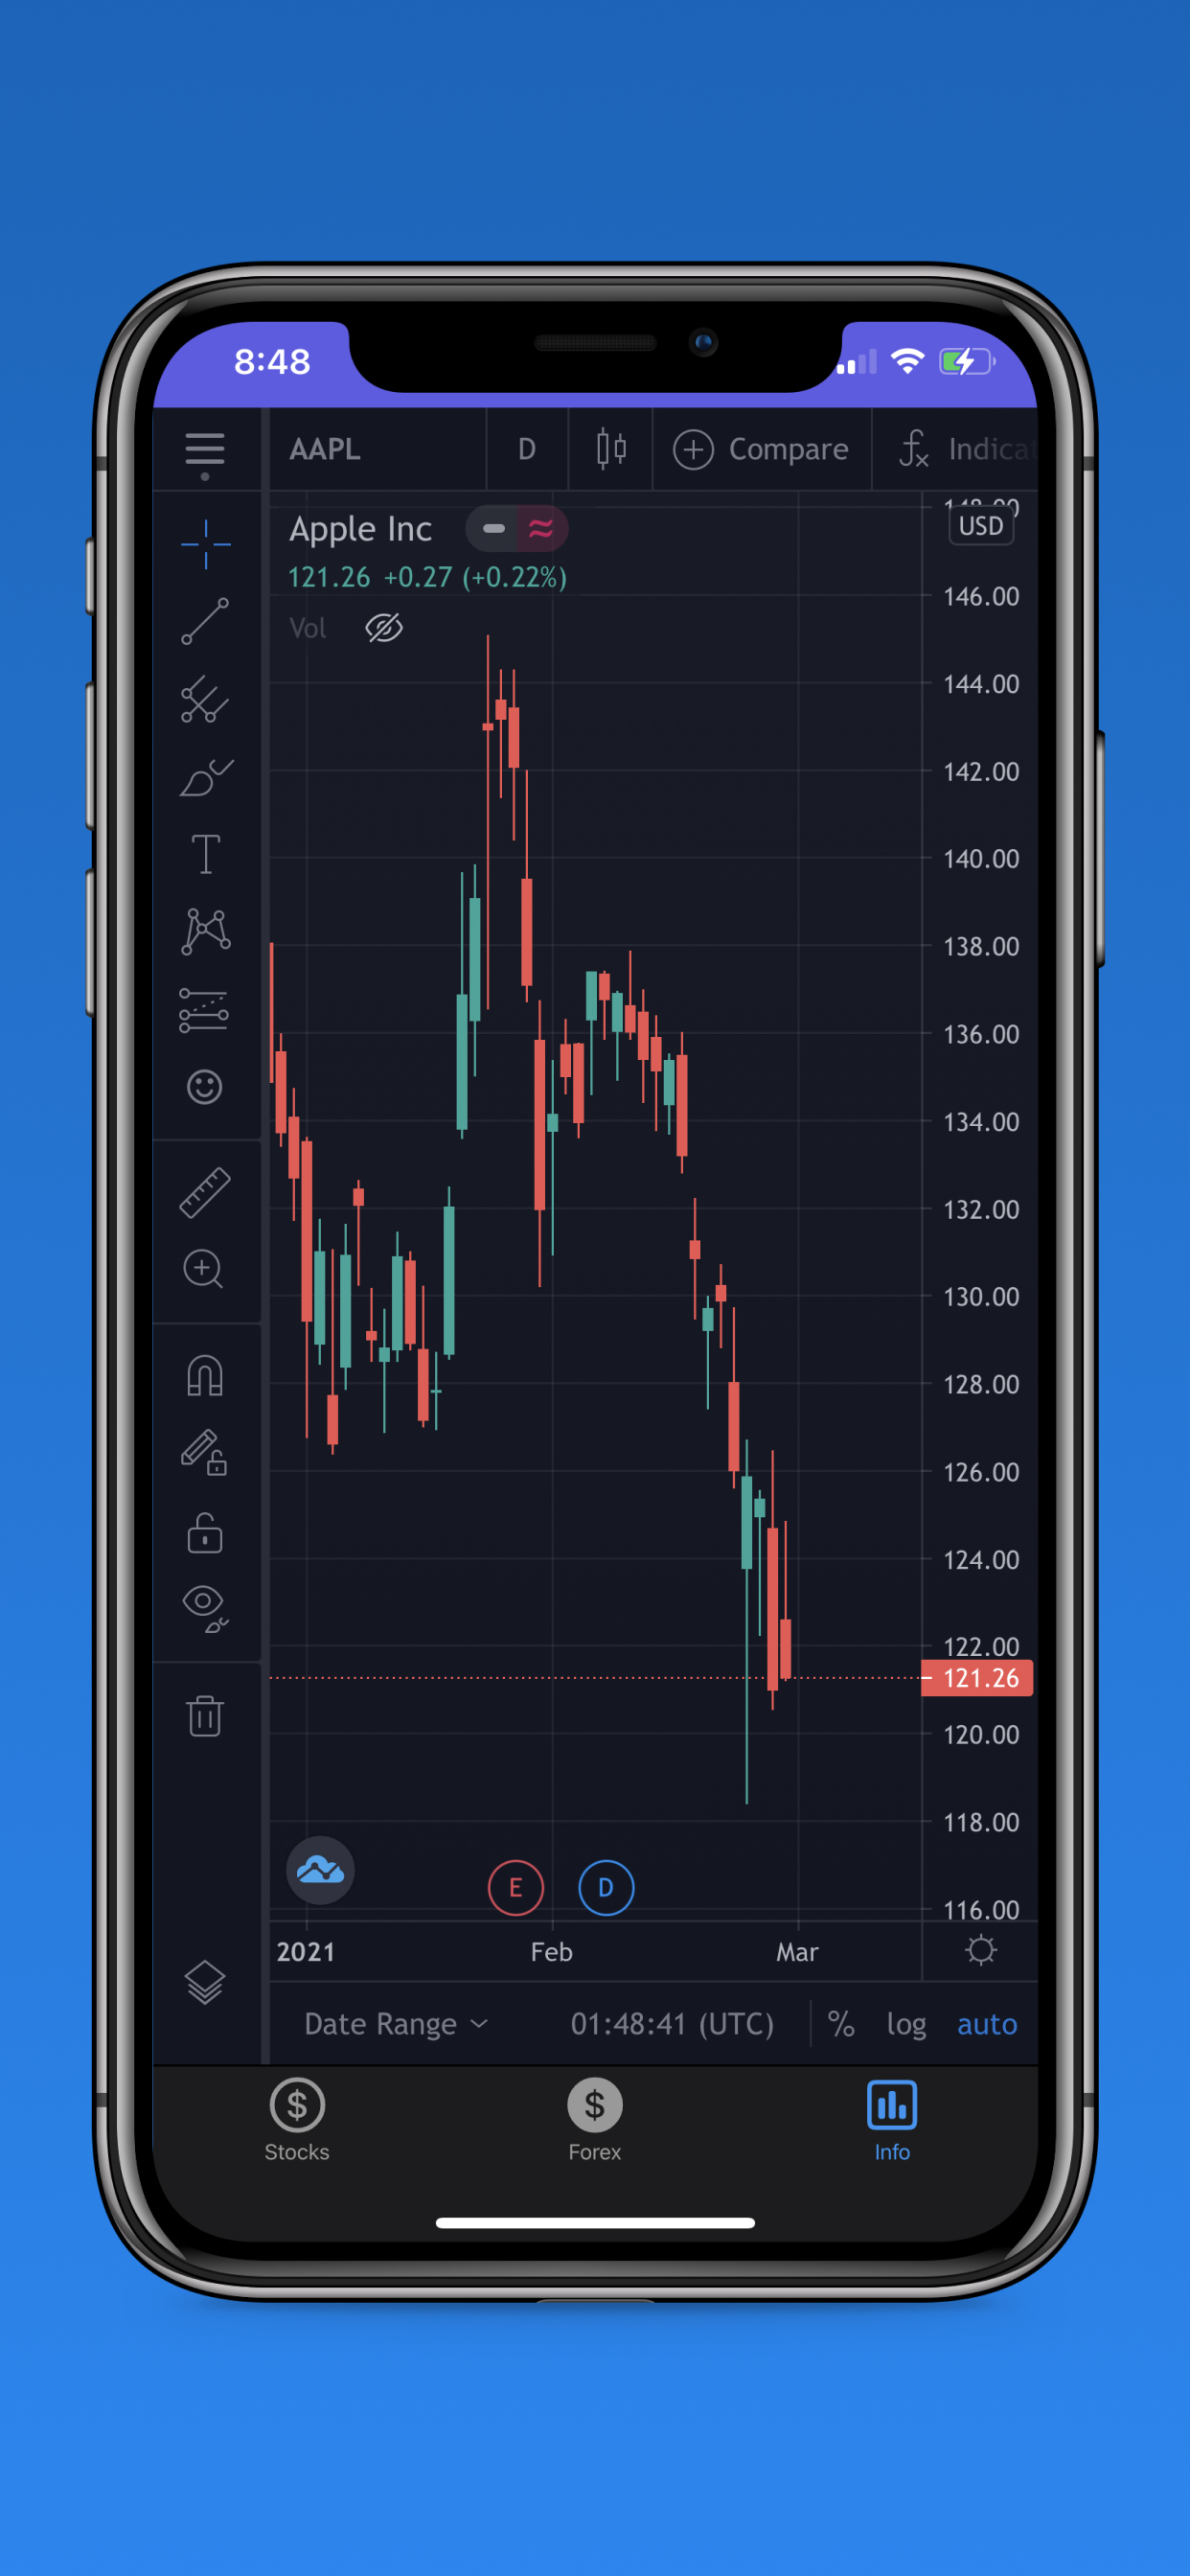 8:48
AAPL D Compare Indicat
Apple Inc
121.26 +0.27 (+0.22%)
Vol
148.00
USD
146.00
144.00
142.00
140.00
138.00
136.00
134.00
132.00
130.00
128.00
126.00
124.00
122.00
121.26
120.00
118.00
116.00
E D
2021 Feb Mar
Date Range 01:48:41 (UTC) % log auto
Stocks Forex Info